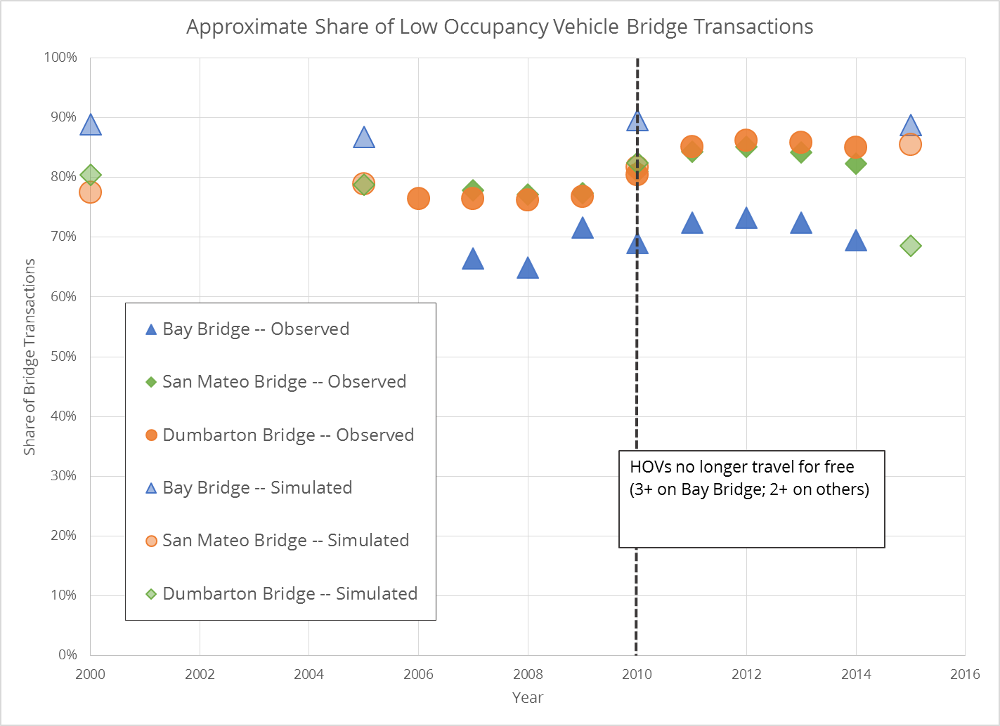 Approximate Share of Low Occupancy Vehicle Bridge Transactions
100%
90%
80%
70%
60%
50%
40%
30%
20%
10%
0%
Share of Bridge Transactions
Bay Bridge -- Observed
San Mateo Bridge -- Observed
Dumbarton Bridge -- Observed
Bay Bridge -- Simulated
San Mateo Bridge -- Simulated
Dumbarton Bridge -- Simulated
HOVs no longer travel for free
(3+ on Bay Bridge; 2+ on others)
2000
2002
2004
2006
2008
2010
2012
2014
2016
Year